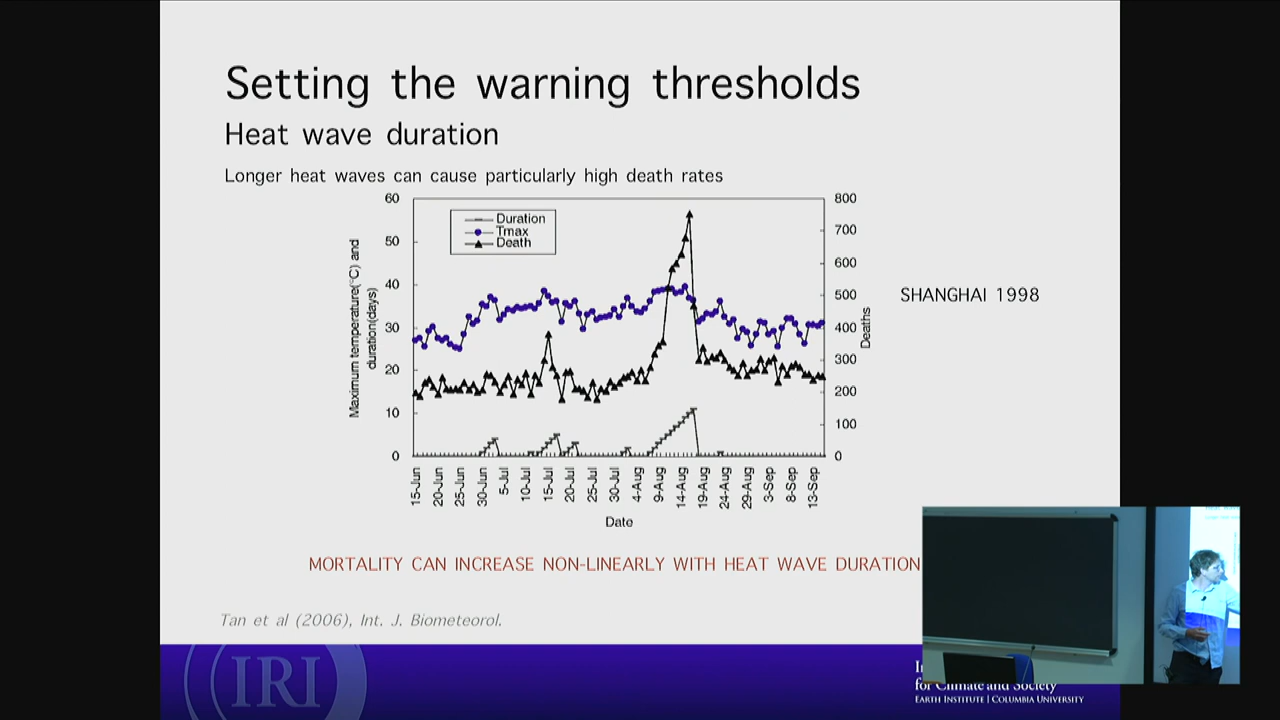 Setting the warning thresholds
Heat wave duration
Longer heat waves can cause particularly high death rates
Duration
Tmax
Death
60
50
40
30
20
10
0
Maximum temperature(°C) and
duration(days)
800
700
600
500
400
300
200
100
0
Deaths
15-Jun
20-Jun
25-Jun
30-Jun
5-Jul
10-Jul
15-Jul
20-Jul
25-Jul
30-Jul
4-Aug
9-Aug
14-Aug
19-Aug
24-Aug
29-Aug
3-Sep
8-Sep
13-Sep
Date
SHANGHAI 1998
MORTALITY CAN INCREASE NON-LINEARLY WITH HEAT WAVE DURATION
Tan et al (2006), Int. J. Biometeorol.
IRI
for Climate and Society
EARTH INSTITUTE | COLUMBIA UNIVERSITY